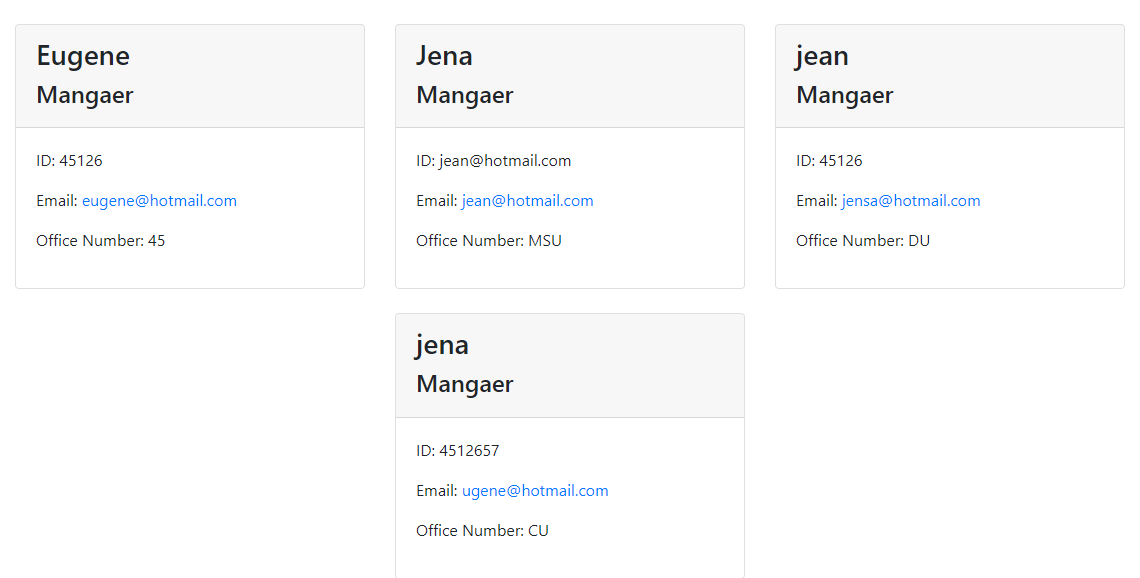 Eugene
Mangaer
ID: 45126
Email: eugene@hotmail.com
Office Number: 45
Jena
Mangaer
ID: jean@hotmail.com
Email: jean@hotmail.com
Office Number: MSU
jean
Mangaer
ID: 45126
Email: jensa@hotmail.com
Office Number: DU
jena
Mangaer
ID: 4512657
Email: ugene@hotmail.com
Office Number: CU